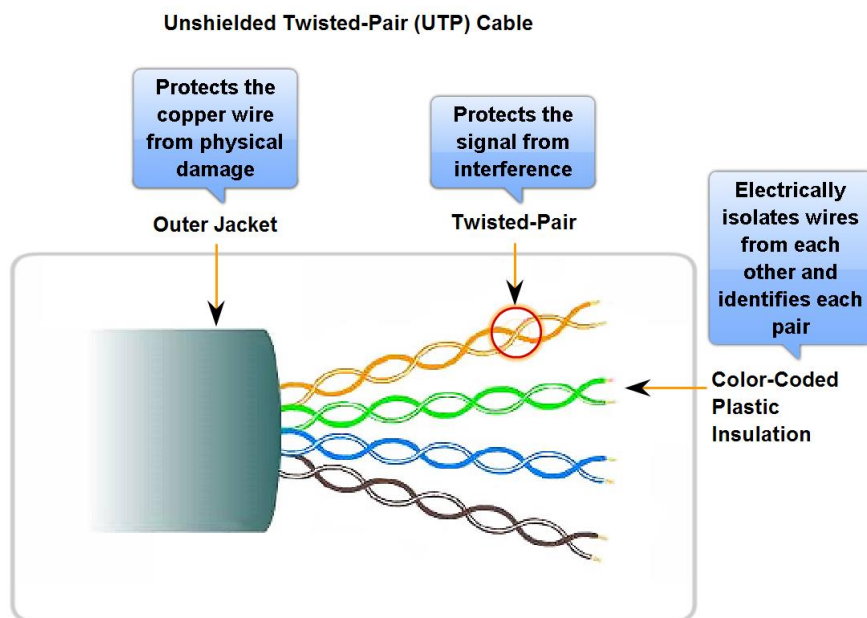 Unshielded Twisted-Pair (UTP) Cable
Protects the
copper wire
from physical
damage
Outer Jacket
Protects the
signal from
interference
Twisted-Pair
Electrically
isolates wires
from each
other and
identifies each
pair
Color-Coded
Plastic
Insulation